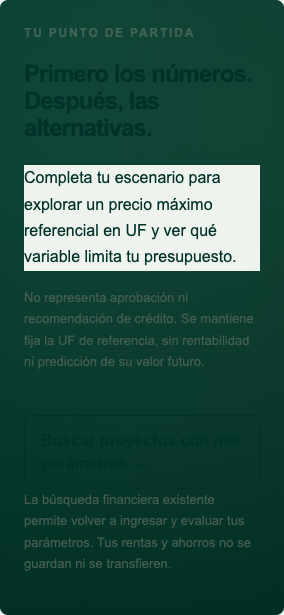 TU PUNTO DE PARTIDA
Primero los números.
Después, las
alternativas.
Completa tu escenario para
explorar un precio máximo
referencial en UF y ver qué
variable limita tu presupuesto.
No representa aprobación ni
recomendación de crédito. Se mantiene
fija la UF de referencia, sin rentabilidad
ni predicción de su valor futuro.
Buscar proyectos con mis
parámetros →
La búsqueda financiera existente
permite volver a ingresar y evaluar tus
parámetros. Tus rentas y ahorros no se
guardan ni se transfieren.